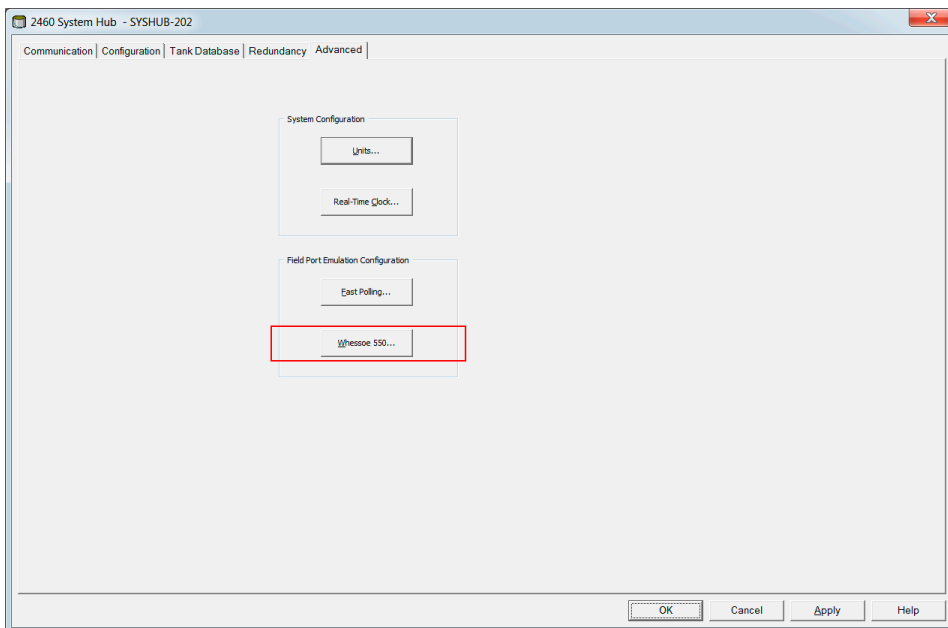 2460 System Hub - SYSHUB-202
X
Communication Configuration Tank Database Redundancy Advanced
System Configuration
Units...
Real-Time Clock...
Field Port Emulation Configuration
Fast Polling...
Whessoe 550...
OK Cancel Apply Help